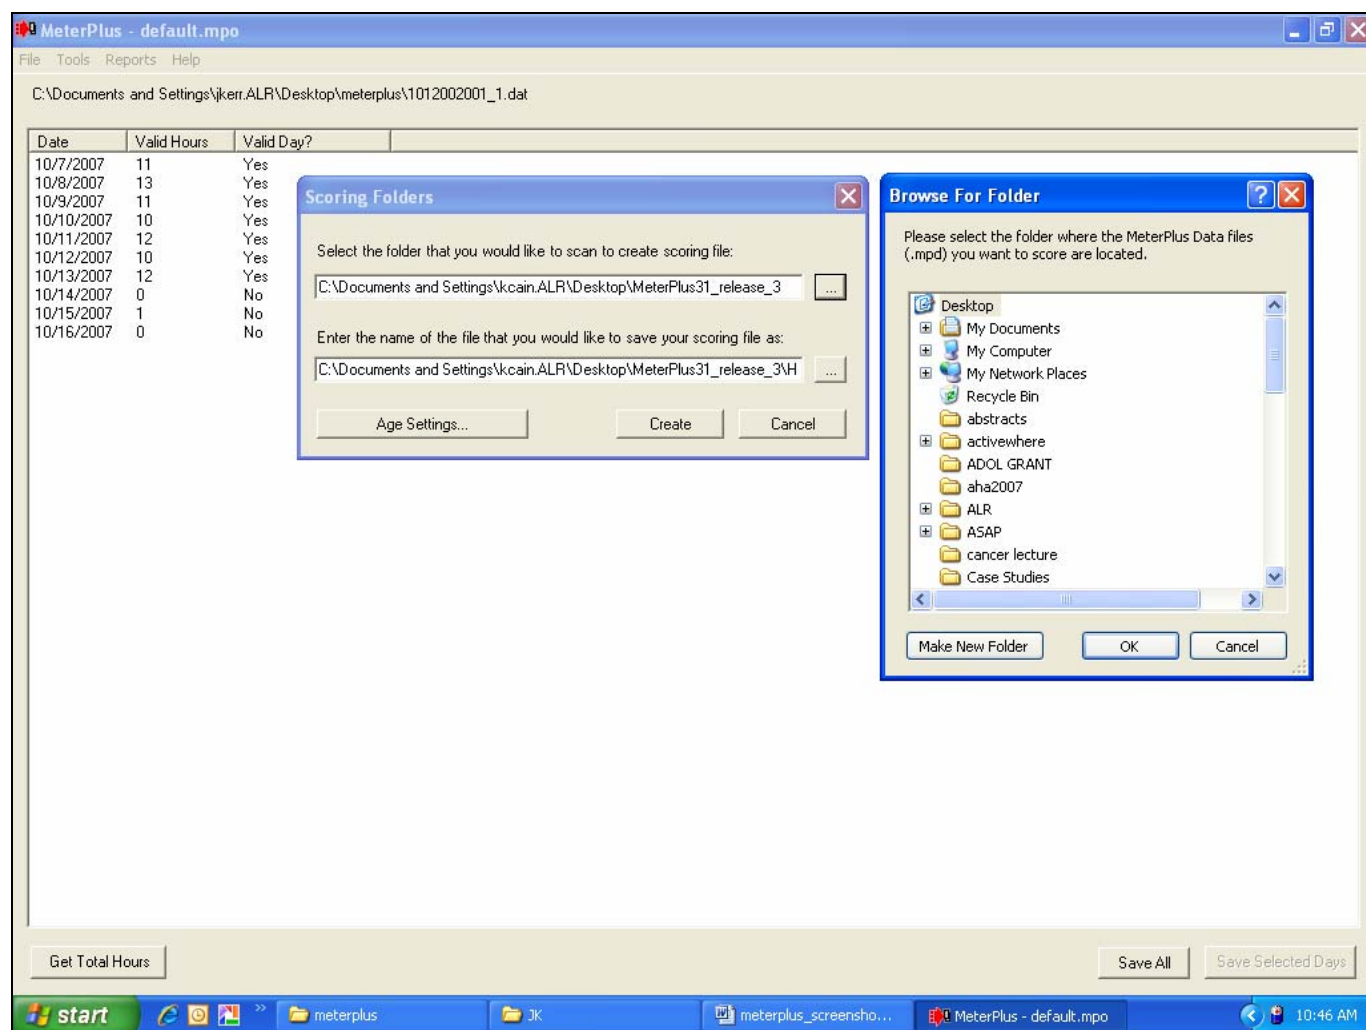 MeterPlus - default.mpo
File Tools Reports Help
C:\Documents and Settings\jkerr.ALR\Desktop\meterplus\1012002001_1.dat
Date Valid Hours Valid Day?
10/7/2007 11 Yes
10/8/2007 13 Yes
10/9/2007 11 Yes
10/10/2007 10 Yes
10/11/2007 12 Yes
10/12/2007 10 Yes
10/13/2007 12 Yes
10/14/2007 0 No
10/15/2007 1 No
10/16/2007 0 No
Scoring Folders
Select the folder that you would like to scan to create scoring file:
C:\Documents and Settings\kcain.ALR\Desktop\MeterPlus31_release_3 ...
Enter the name of the file that you would like to save your scoring file as:
C:\Documents and Settings\kcain.ALR\Desktop\MeterPlus31_release_3\H ...
Age Settings... Create Cancel
Browse For Folder
Please select the folder where the MeterPlus Data files
(.mpd) you want to score are located.
Desktop
My Documents
My Computer
My Network Places
Recycle Bin
abstracts
activewhere
ADOL GRANT
aha2007
ALR
ASAP
cancer lecture
Case Studies
Make New Folder OK Cancel
Get Total Hours Save All Save Selected Days
start meterplus JK meterplus_screensho... MeterPlus - default.mpo 10:46 AM